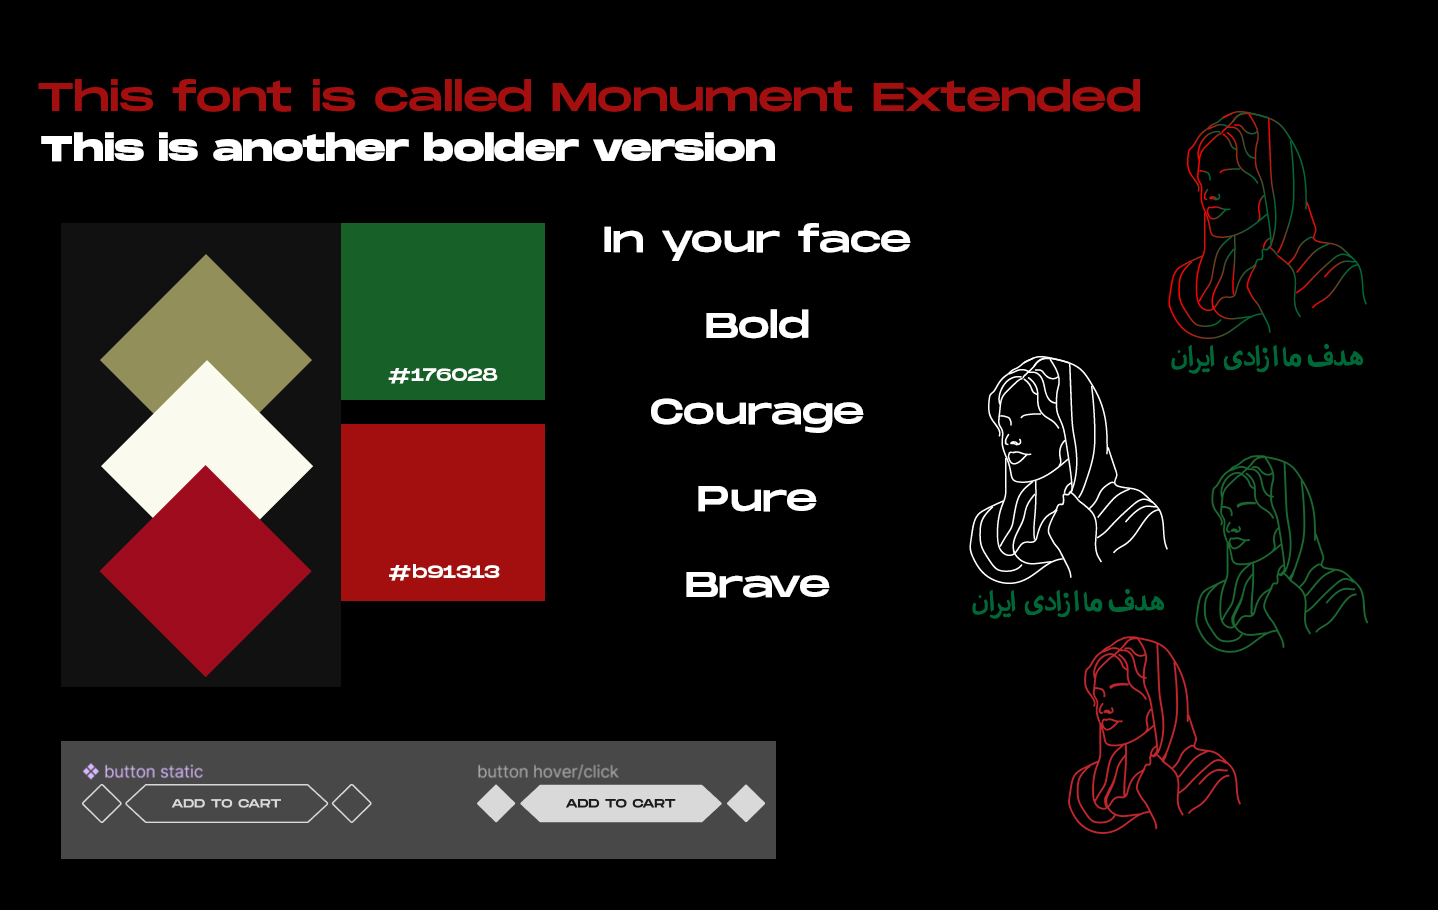 This font is called Monument Extended
This is another bolder version
#176028
#b91313
In your face
Bold
Courage
Pure
Brave
هدف ما ازادی ایران
هدف ما ازادی ایران
button static
ADD TO CART
button hover/click
ADD TO CART